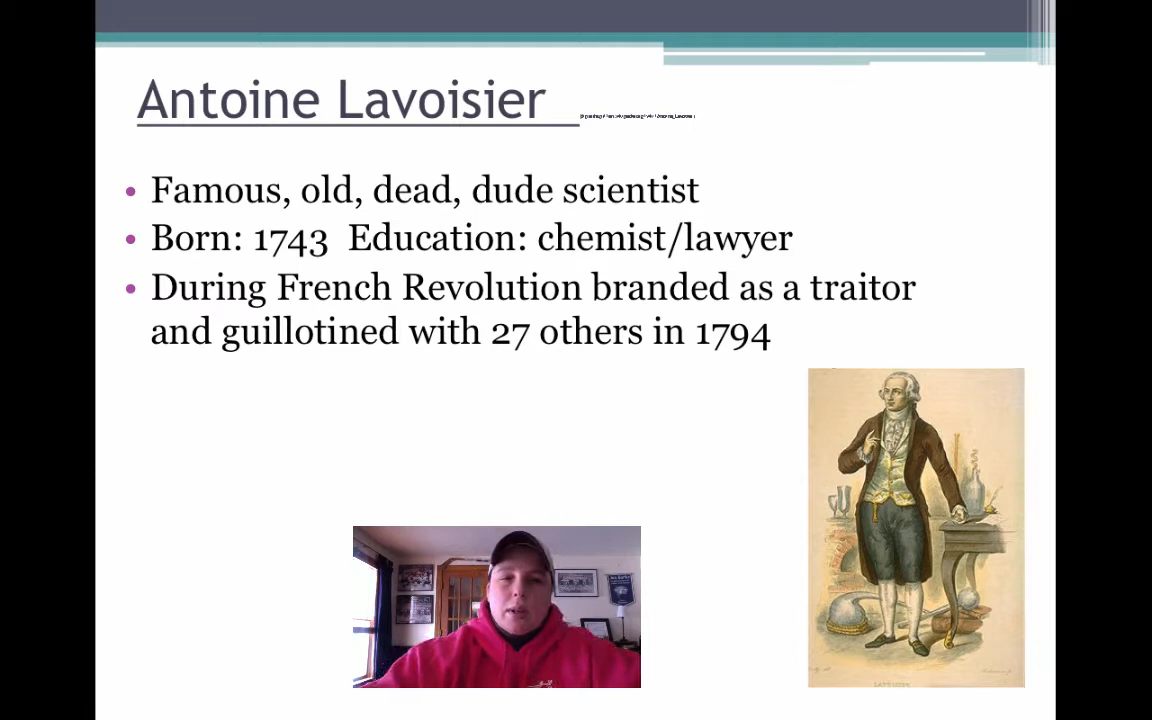 Antoine Lavoisier
• Famous, old, dead, dude scientist
• Born: 1743 Education: chemist/lawyer
• During French Revolution branded as a traitor
and guillotined with 27 others in 1794